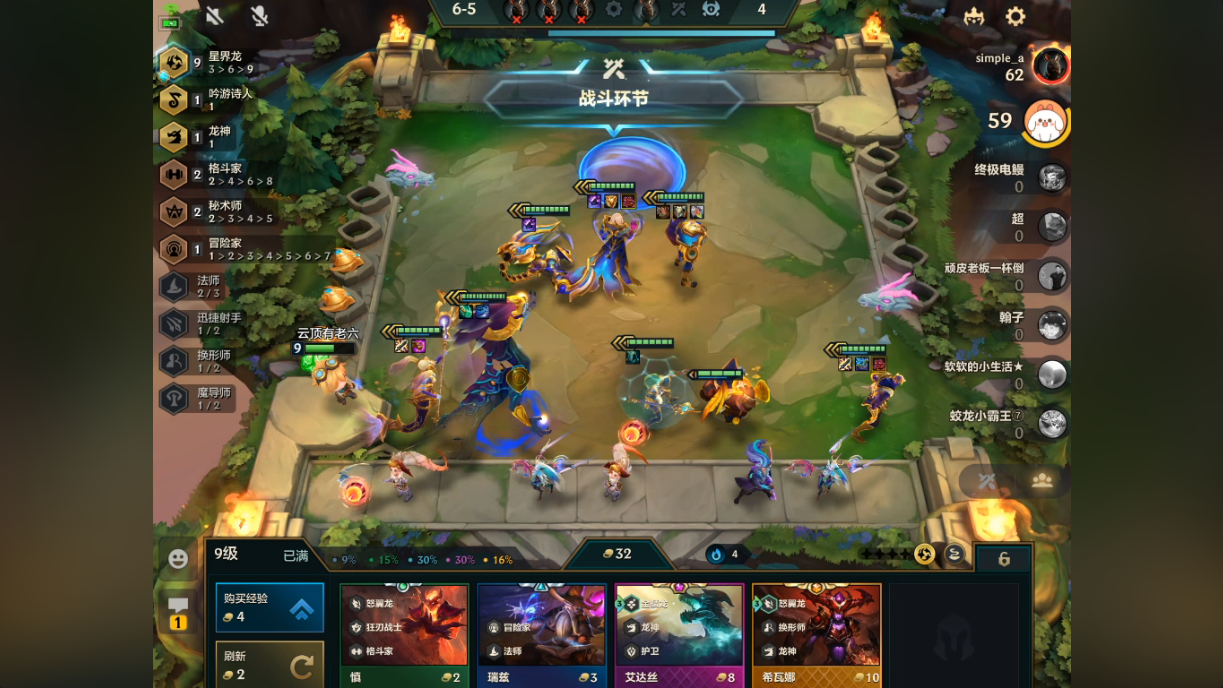 6-5
4
9
星界龙
3 > 6 > 9
1
吟游诗人
1
1
龙神
1
2
格斗家
2 > 4 > 6 > 8
2
秘术师
2 > 3 > 4 > 5
1
冒险家
1 > 2 > 3 > 4 > 5 > 6 > 7
法师
2 / 3
迅捷射手
1 / 2
换形师
1 / 2
魔导师
1 / 2
战斗环节
simple_a
62
59
终极电鳗
0
超
0
顽皮老板一杯倒
0
翰子
0
软软的小生活★
0
蛟龙小霸王⑦
0
云顶有老六
9
9级
已满
9%
15%
30%
30%
16%
32
4
6
1
购买经验
4
刷新
2
怒翼龙
狂刃战士
格斗家
慎
2
冒险家
法师
瑞兹
3
3
龙神
护卫
艾达丝
8
3
怒翼龙
换形师
龙神
希瓦娜
10